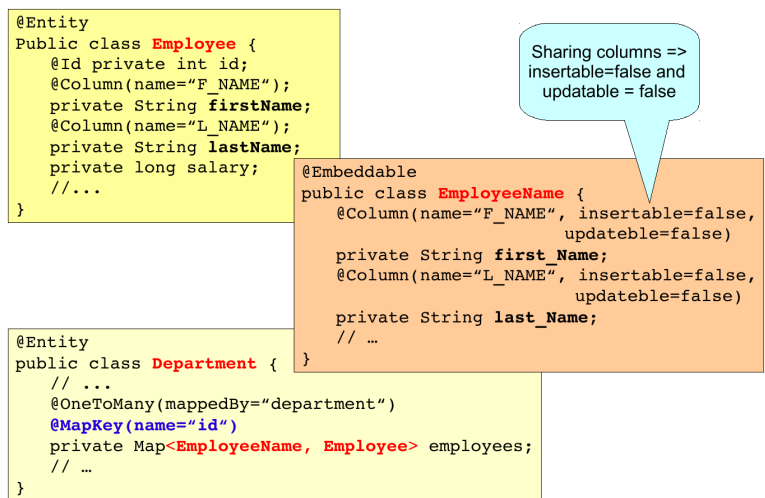 @Entity
Public class Employee {
@Id private int id;
@Column(name=“F_NAME“);
private String firstName;
@Column(name=“L_NAME“);
private String lastName;
private long salary;
//...
}
Sharing columns =>
insertable=false and
updatable = false
@Embeddable
public class EmployeeName {
@Column(name=“F_NAME“, insertable=false,
updateble=false)
private String first_Name;
@Column(name=“L_NAME“, insertable=false,
updateble=false)
private String last_Name;
// …
}
@Entity
public class Department {
// ...
@OneToMany(mappedBy=“department“)
@MapKey(name=“id“)
private Map<EmployeeName, Employee> employees;
// …
}